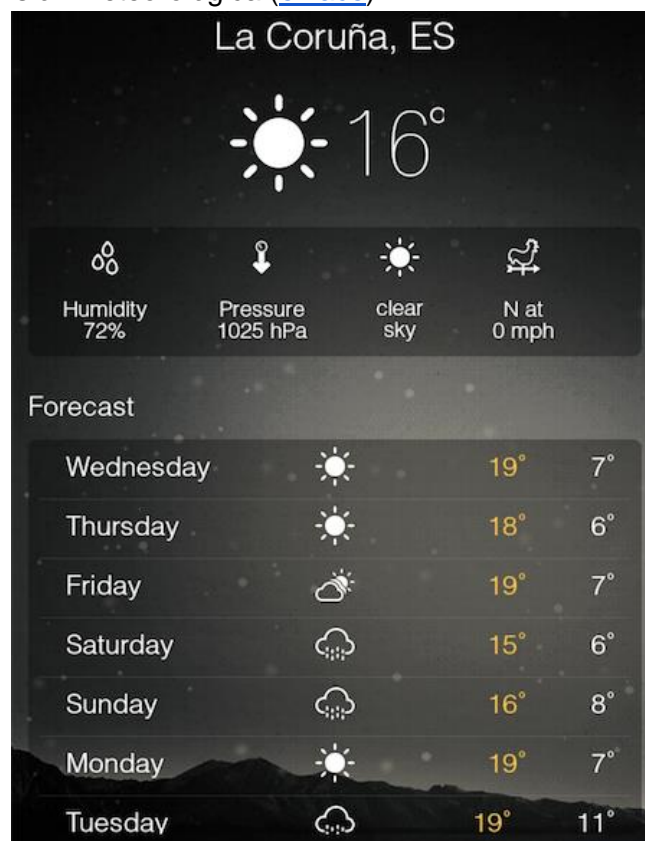 La Coruña, ES
16°
Humidity
72%
Pressure
1025 hPa
clear
sky
N at
0 mph
Forecast
Wednesday 19° 7°
Thursday 18° 6°
Friday 19° 7°
Saturday 15° 6°
Sunday 16° 8°
Monday 19° 7°
Tuesday 19° 11°